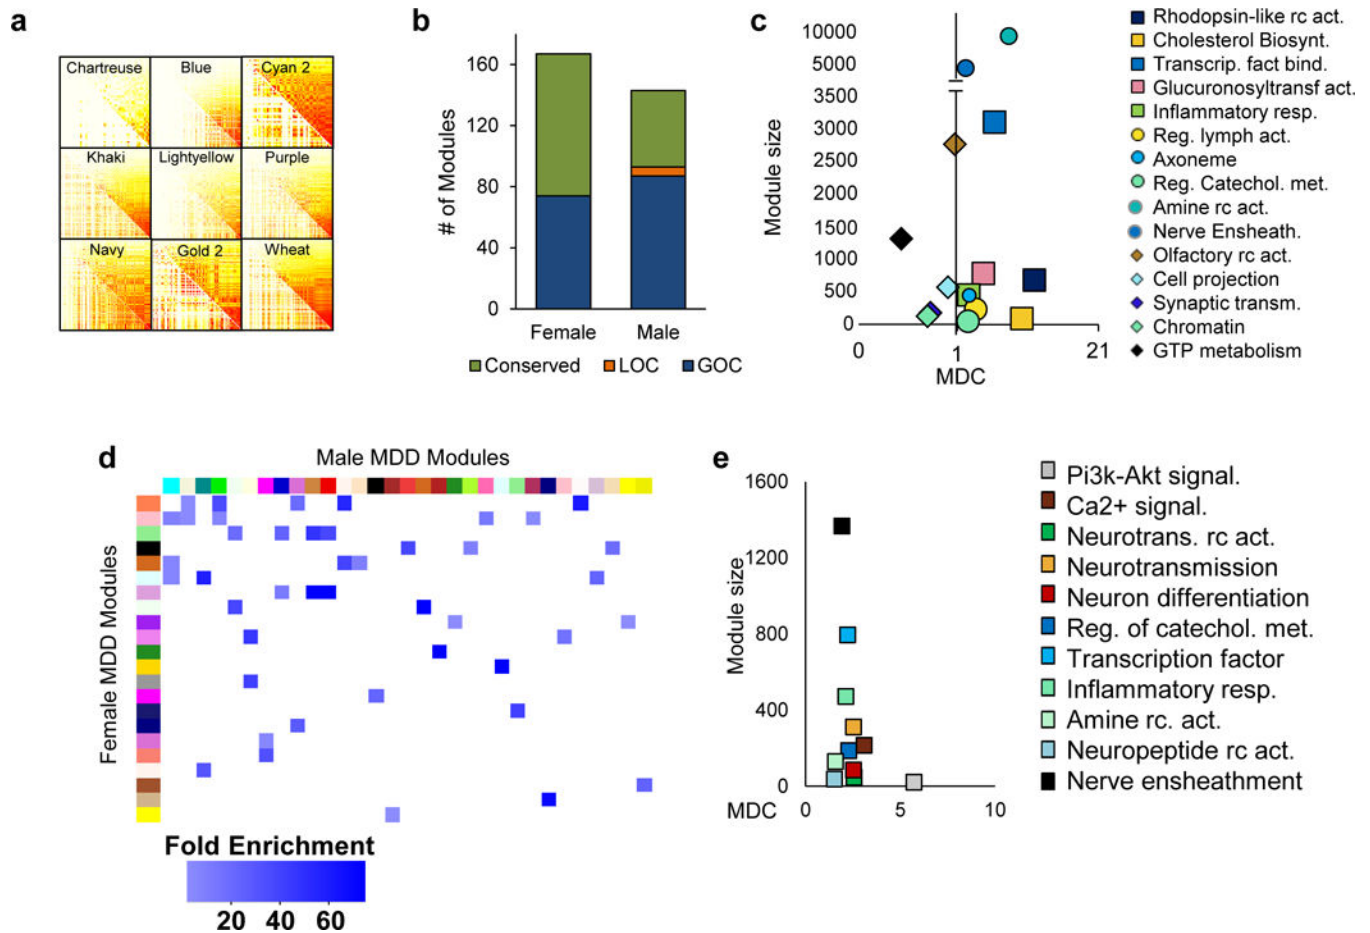 a
Chartreuse Blue Cyan 2
Khaki Lightyellow Purple
Navy Gold 2 Wheat
b
# of Modules
160
120
80
40
0
Female Male
Conserved LOC GOC
c
Module size
10000
5000
3500
3000
2500
2000
1500
1000
500
0
0 1 21
MDC
Rhodopsin-like rc act.
Cholesterol Biosynt.
Transcrip. fact bind.
Glucuronosyltransf act.
Inflammatory resp.
Reg. lymph act.
Axoneme
Reg. Catechol. met.
Amine rc act.
Nerve Ensheath.
Olfactory rc act.
Cell projection
Synaptic transm.
Chromatin
GTP metabolism
d
Male MDD Modules
Female MDD Modules
Fold Enrichment
20 40 60
e
Module size
1600
1200
800
400
0
MDC 0 5 10
Pi3k-Akt signal.
Ca2+ signal.
Neurotrans. rc act.
Neurotransmission
Neuron differentiation
Reg. of catechol. met.
Transcription factor
Inflammatory resp.
Amine rc. act.
Neuropeptide rc act.
Nerve ensheathment